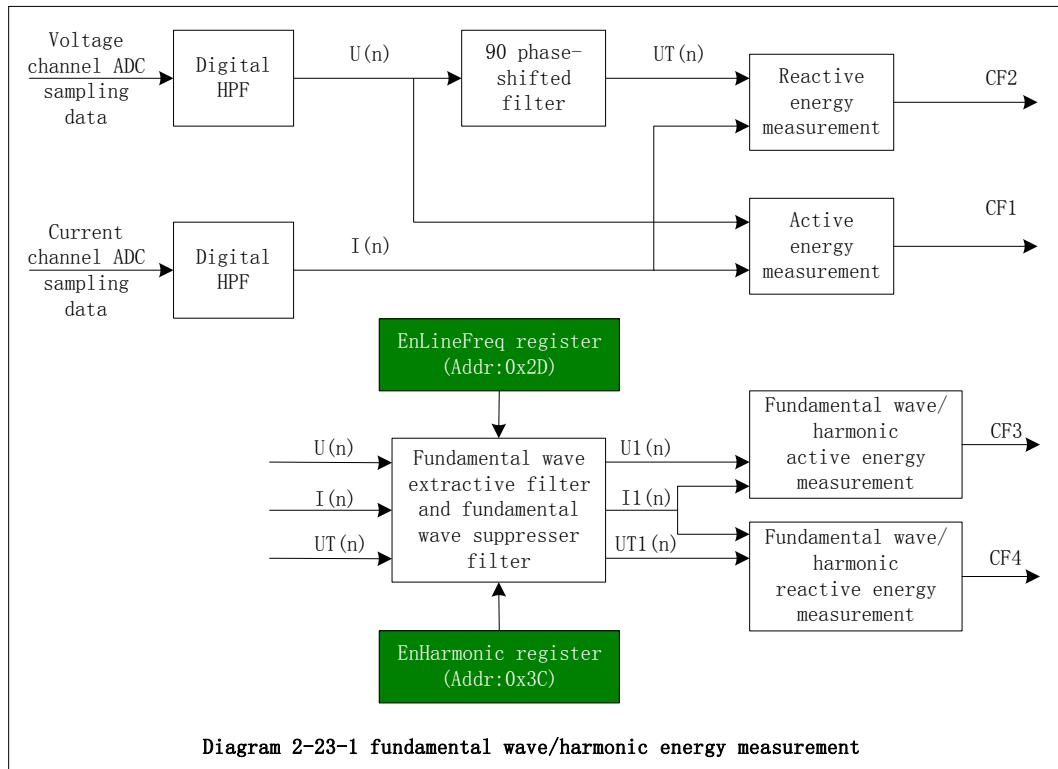 Voltage
channel ADC
sampling
data
Digital
HPF
U(n)
90 phase-
shifted
filter
UT(n)
Reactive
energy
measurement
CF2
Current
channel ADC
sampling
data
Digital
HPF
I(n)
Active
energy
measurement
CF1
EnLineFreq register
(Addr:0x2D)
U(n)
I(n)
UT(n)
Fundamental wave
extractive filter
and fundamental
wave suppresser
filter
U1(n)
I1(n)
UT1(n)
Fundamental wave/
harmonic
active energy
measurement
CF3
Fundamental wave/
harmonic
reactive energy
measurement
CF4
EnHarmonic register
(Addr:0x3C)
Diagram 2-23-1 fundamental wave/harmonic energy measurement